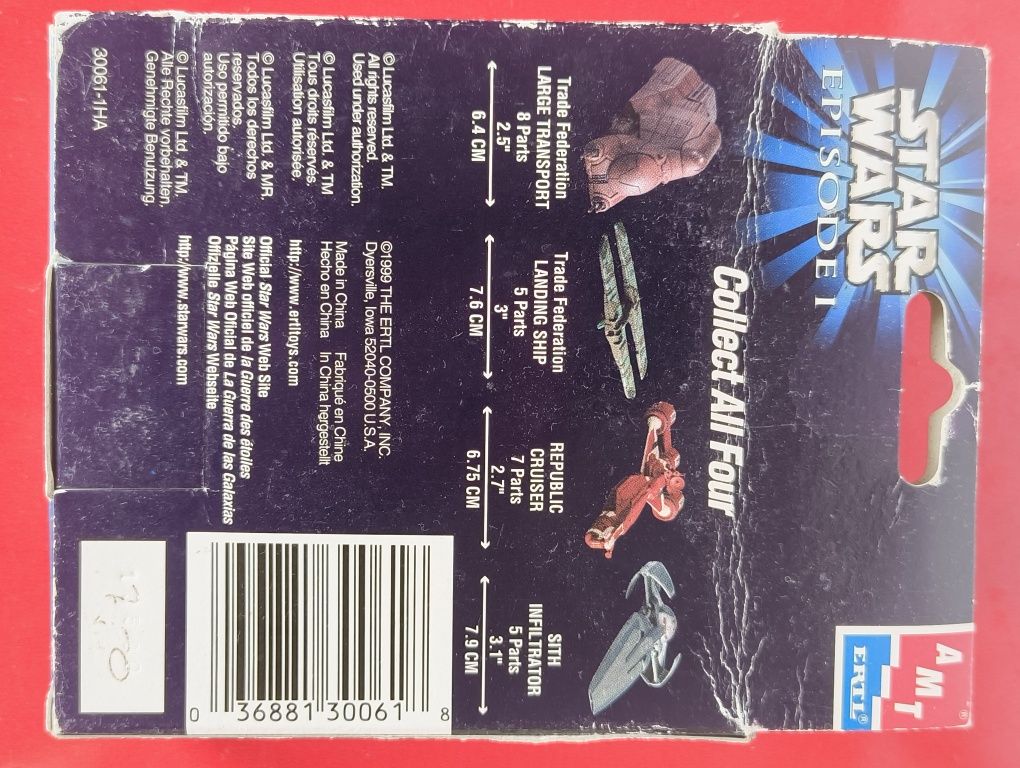 STAR
WARS
EPISODE I
AMT
®
ERTL®
Collect All Four
Trade Federation
LARGE TRANSPORT
8 Parts
2.5"
6.4 CM
Trade Federation
LANDING SHIP
5 Parts
3"
7.6 CM
REPUBLIC
CRUISER
7 Parts
2.7"
6.75 CM
SITH
INFILTRATOR
5 Parts
3.1"
7.9 CM
© Lucasfilm Ltd. & TM.
All rights reserved.
Used under authorization.
© Lucasfilm Ltd. & TM
Tous droits réservés.
Utilisation autorisée.
© Lucasfilm Ltd. & MR.
Todos los derechos
reservados.
Uso permitido bajo
autorización.
© Lucasfilm Ltd. & TM.
Alle Rechte vorbehalten.
Genehmigte Benutzung.
30061-1HA
©1999 THE ERTL COMPANY, INC.
Dyersville, Iowa 52040-0500 U.S.A.
Made in China Fabriqué en Chine
Hecho en China In China hergestellt
http://www.ertltoys.com
Official Star Wars Web Site
Site Web officiel de la Guerre des étoiles
Página Web Oficial de La Guerra de las Galaxias
Offizielle Star Wars Webseite
http://www.starwars.com
0 36881 30061 8